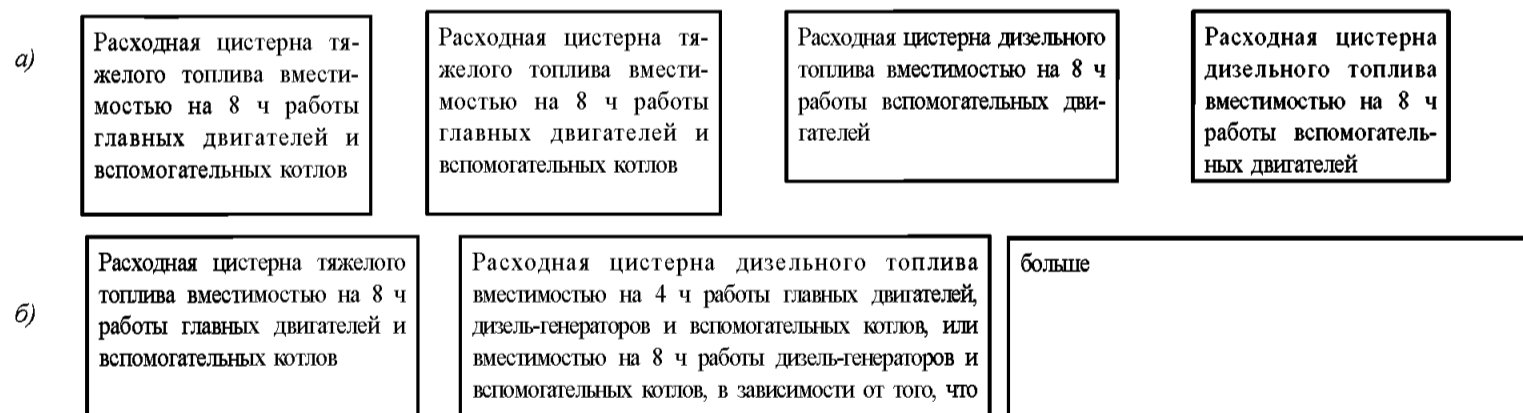 а)
Расходная цистерна тя-
желого топлива вмести-
мостью на 8 ч работы
главных двигателей и
вспомогательных котлов
Расходная цистерна тя-
желого топлива вмести-
мостью на 8 ч работы
главных двигателей и
вспомогательных котлов
Расходная цистерна дизельного
топлива вместимостью на 8 ч
работы вспомогательных дви-
гателей
Расходная цистерна
дизельного топлива
вместимостью на 8 ч
работы вспомогатель-
ных двигателей
б)
Расходная цистерна тяжелого
топлива вместимостью на 8 ч
работы главных двигателей и
вспомогательных котлов
Расходная цистерна дизельного топлива
вместимостью на 4 ч работы главных двигателей,
дизель-генераторов и вспомогательных котлов, или
вместимостью на 8 ч работы дизель-генераторов и
вспомогательных котлов, в зависимости от того, что
больше